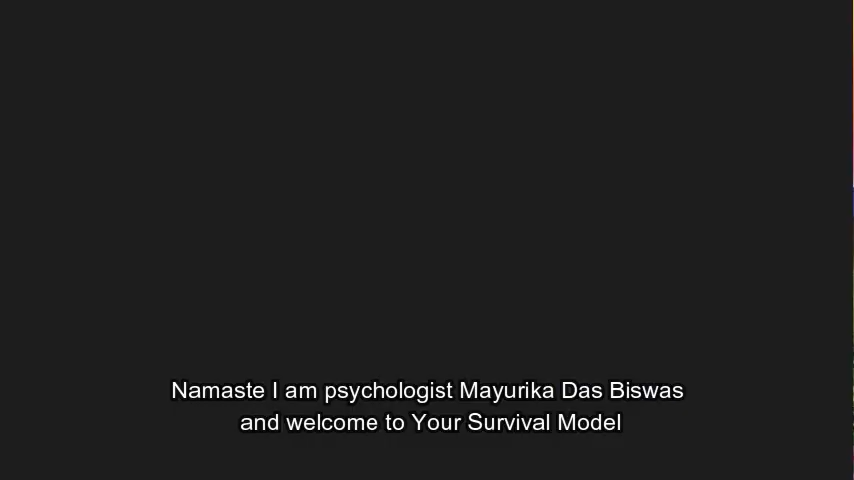 Namaste I am psychologist Mayurika Das Biswas
and welcome to Your Survival Model